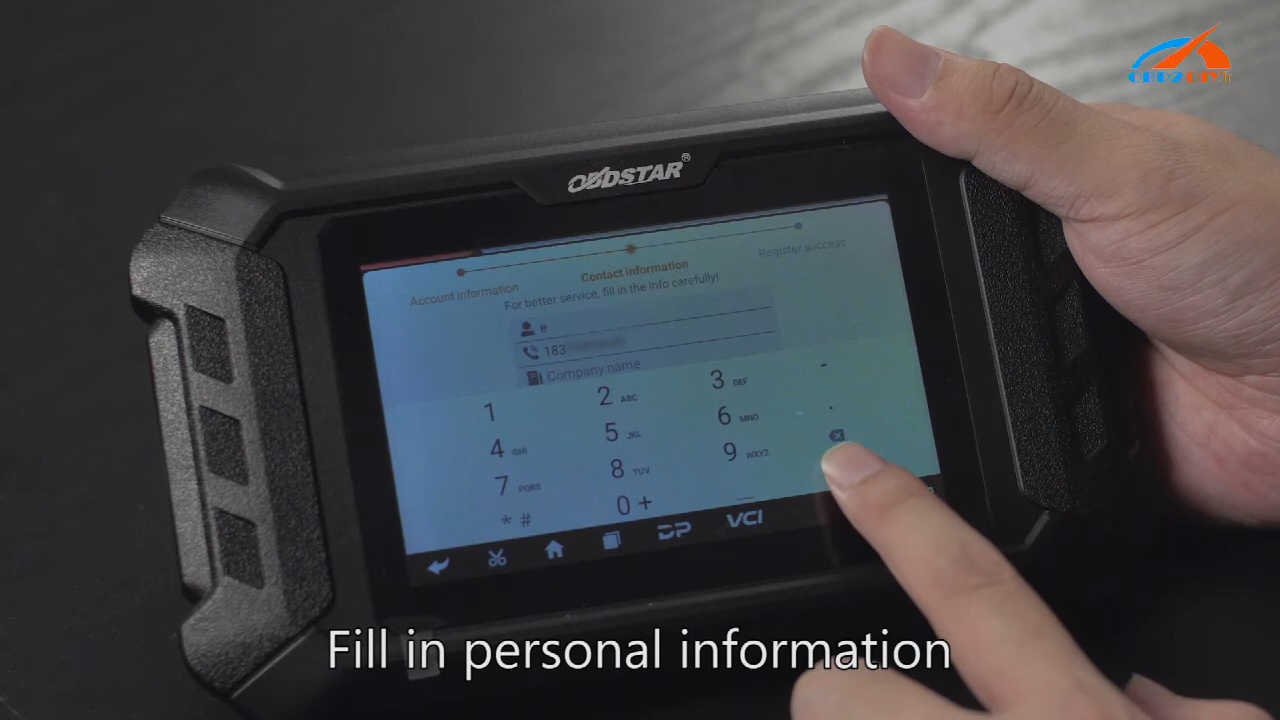 OBD2DIY.fr
OBDSTAR®
Account information
Contact information
Register success
For better service, fill in the info carefully!
e
183
Company name
1
2 ABC
3 DEF
-
4 GHI
5 JKL
6 MNO
.
7 PQRS
8 TUV
9 WXYZ
* #
0 +
DP
VCI
Fill in personal information